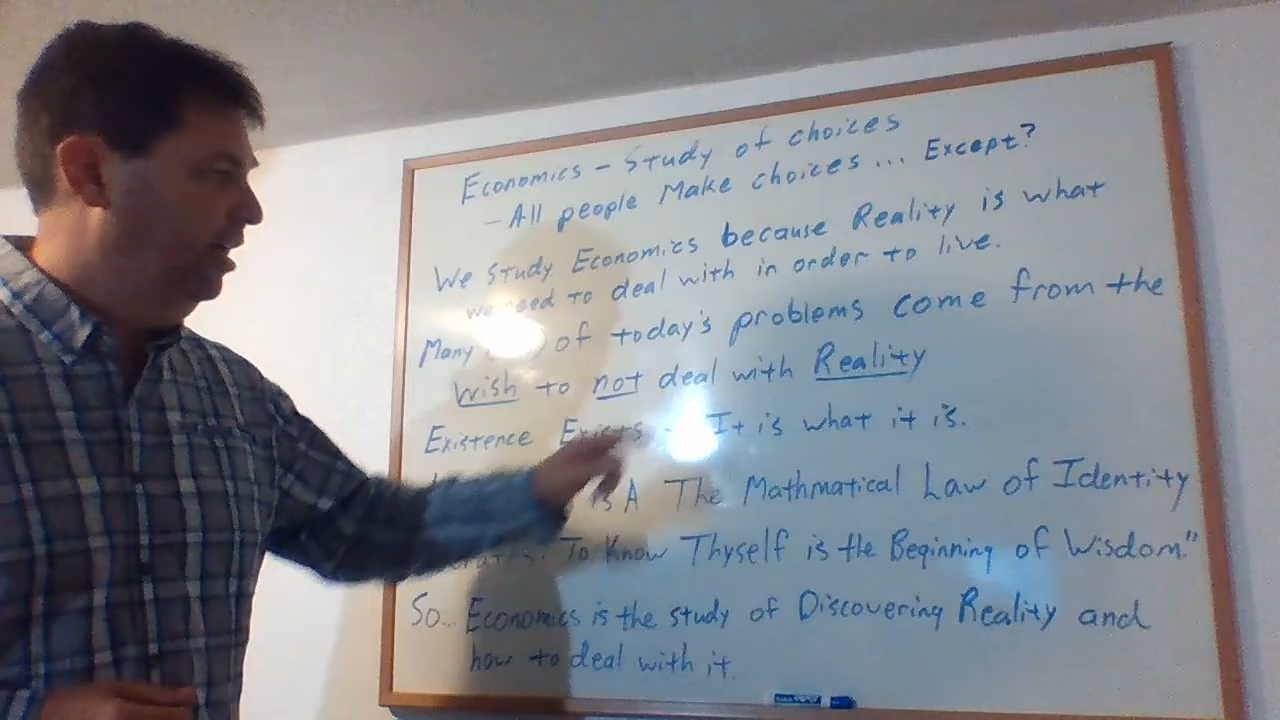 Economics - Study of choices
- All people Make choices... Except?
We Study Economics because Reality is what
we need to deal with in order to live.
Many of today's problems come from the
Wish to not deal with Reality
Existence Exists - It is what it is.
is A The Mathmatical Law of Identity
To Know Thyself is the Beginning of Wisdom."
So... Economics is the study of Discovering Reality and
how to deal with it.